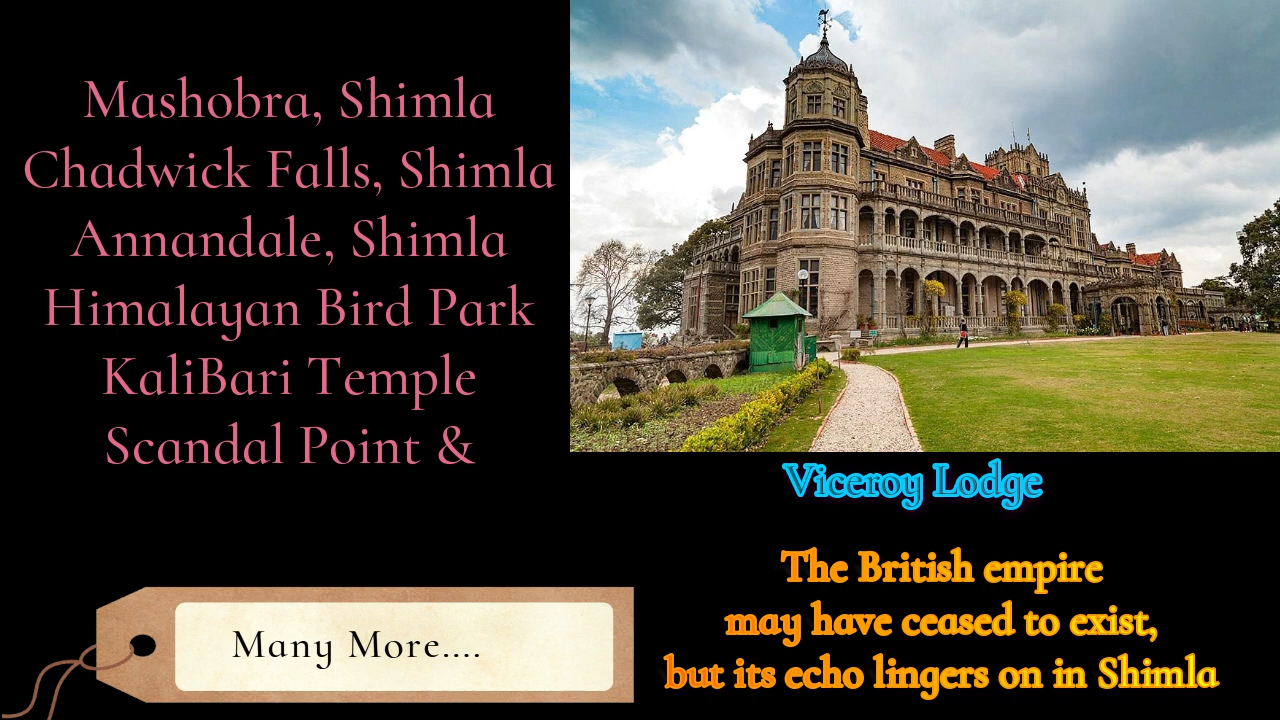 Mashobra, Shimla
Chadwick Falls, Shimla
Annandale, Shimla
Himalayan Bird Park
KaliBari Temple
Scandal Point &
Many More....
Viceroy Lodge
The British empire
may have ceased to exist,
but its echo lingers on in Shimla